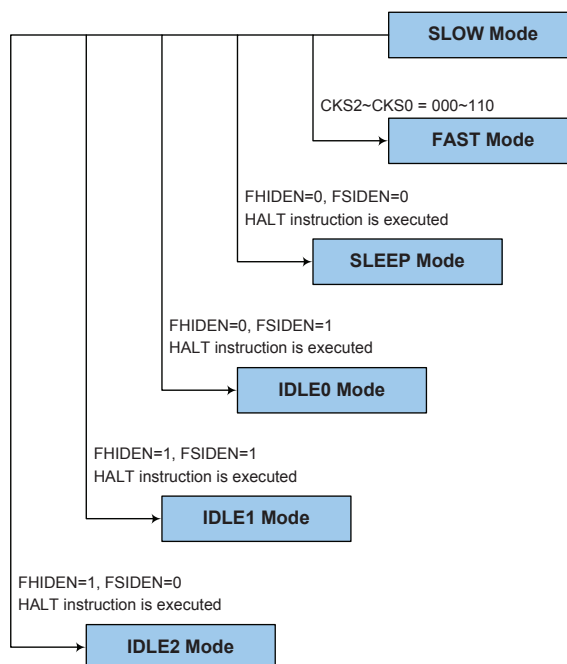 SLOW Mode
CKS2~CKS0 = 000~110
FAST Mode
FHIDEN=0, FSIDEN=0
HALT instruction is executed
SLEEP Mode
FHIDEN=0, FSIDEN=1
HALT instruction is executed
IDLE0 Mode
FHIDEN=1, FSIDEN=1
HALT instruction is executed
IDLE1 Mode
FHIDEN=1, FSIDEN=0
HALT instruction is executed
IDLE2 Mode